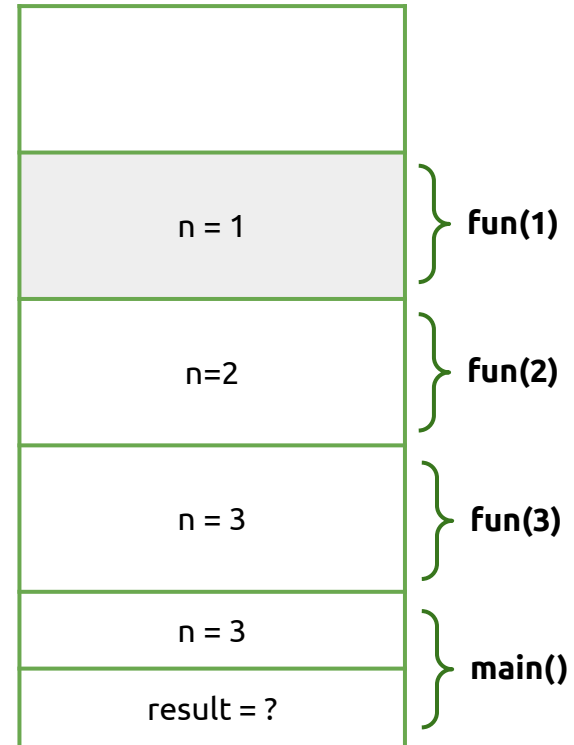 n = 1
fun(1)
n=2
fun(2)
n = 3
fun(3)
n = 3
main()
result = ?